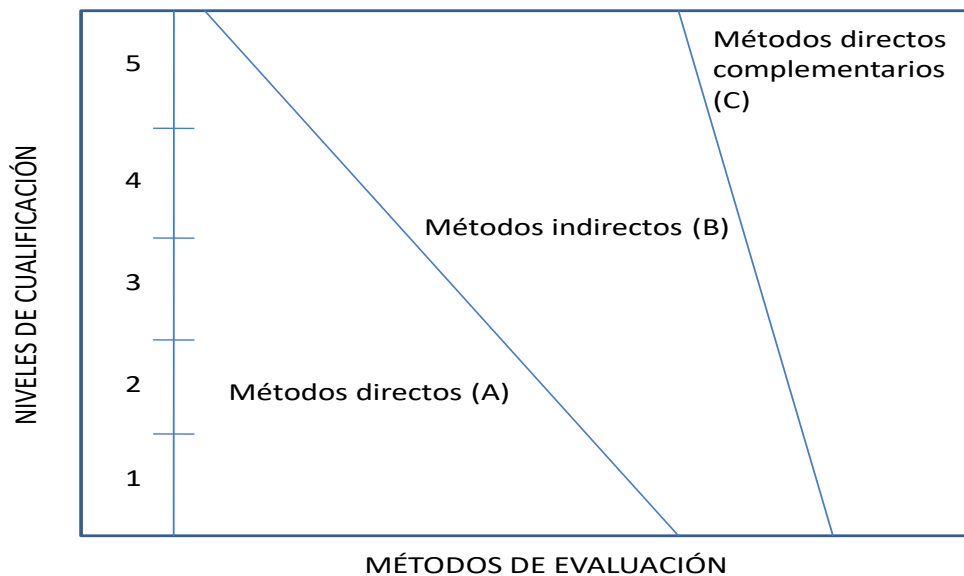 Métodos directos
complementarios
(C)
5
4
Métodos indirectos (B)
3
2
Métodos directos (A)
1
NIVELES DE CUALIFICACIÓN
MÉTODOS DE EVALUACIÓN